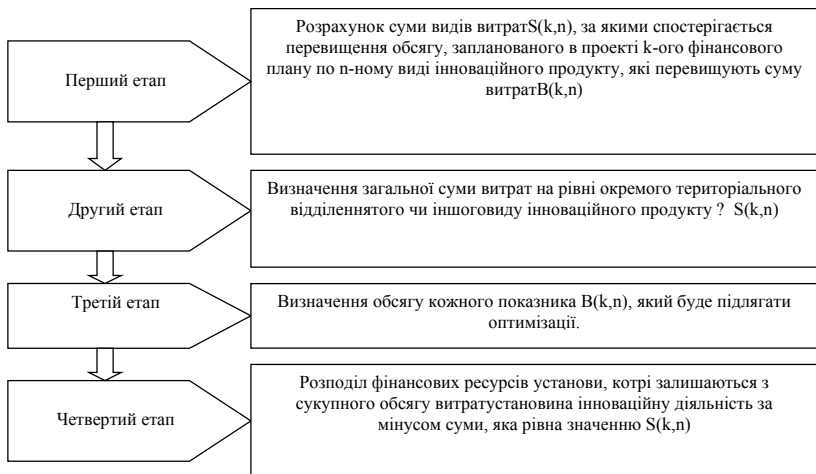 Перший етап
Розрахунок суми видів витратS(k,n), за якими спостерігається
перевищення обсягу, запланованого в проекті k-ого фінансового
плану по n-ному виді інноваційного продукту, які перевищують суму
витратB(k,n)
Другий етап
Визначення загальної суми витрат на рівні окремого територіального
відділеннятого чи іншоговиду інноваційного продукту ? S(k,n)
Третій етап
Визначення обсягу кожного показника B(k,n), який буде підлягати
оптимізації.
Четвертий етап
Розподіл фінансових ресурсів установи, котрі залишаються з
сукупного обсягу витратустановина інноваційну діяльність за
мінусом суми, яка рівна значенню S(k,n)